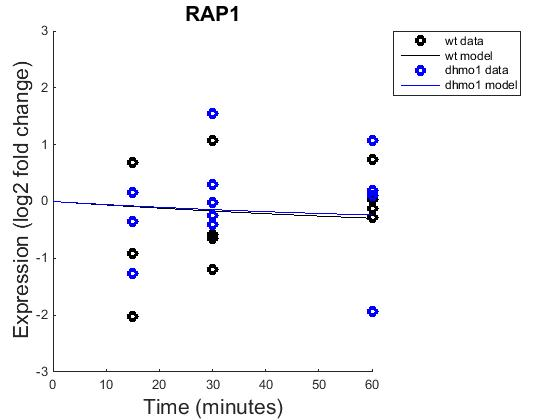 RAP1
3
2
1
0
-1
-2
-3
Expression (log2 fold change)
0
10
20
30
40
50
60
Time (minutes)
wt data
wt model
dhmo1 data
dhmo1 model